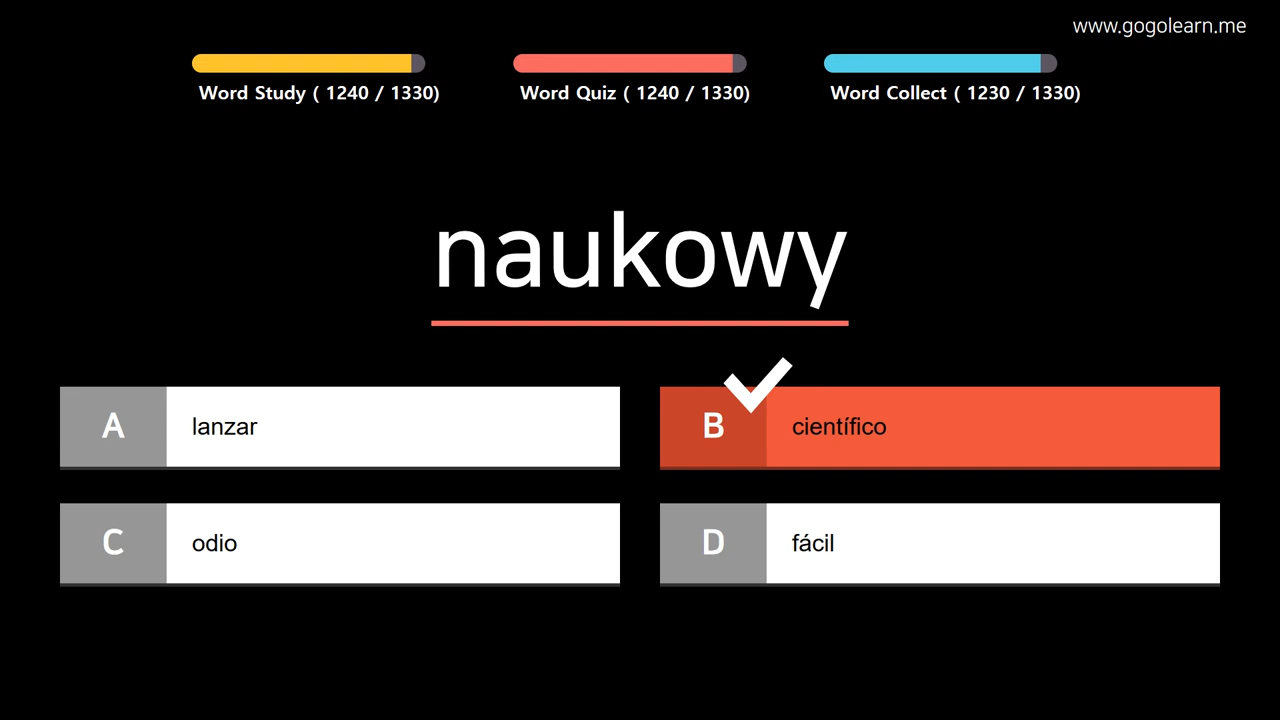 www.gogolearn.me
Word Study ( 1240 / 1330)
Word Quiz ( 1240 / 1330)
Word Collect ( 1230 / 1330)
naukowy
A lanzar
B científico
C odio
D fácil